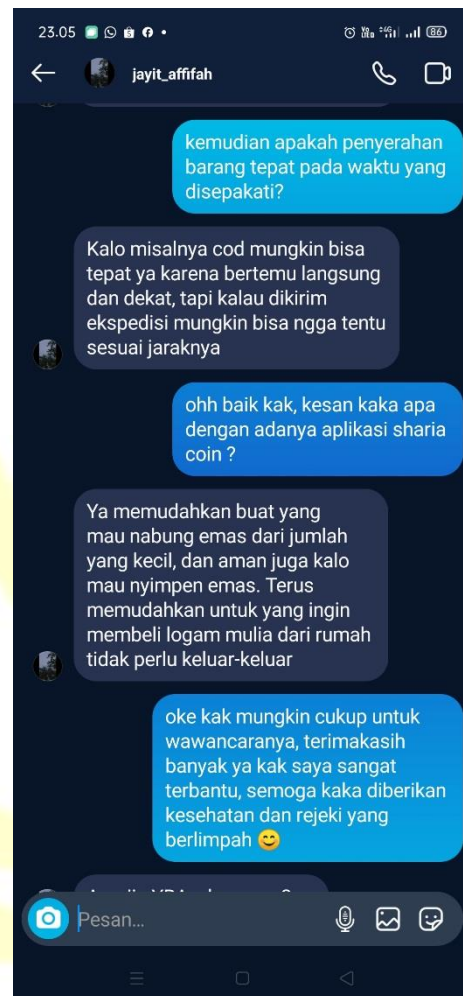 23.05
86
jayit_affifah
kemudian apakah penyerahan
barang tepat pada waktu yang
disepakati?
Kalo misalnya cod mungkin bisa
tepat ya karena bertemu langsung
dan dekat, tapi kalau dikirim
ekspedisi mungkin bisa ngga tentu
sesuai jaraknya
ohh baik kak, kesan kaka apa
dengan adanya aplikasi sharia
coin ?
Ya memudahkan buat yang
mau nabung emas dari jumlah
yang kecil, dan aman juga kalo
mau nyimpen emas. Terus
memudahkan untuk yang ingin
membeli logam mulia dari rumah
tidak perlu keluar-keluar
oke kak mungkin cukup untuk
wawancaranya, terimakasih
banyak ya kak saya sangat
terbantu, semoga kaka diberikan
kesehatan dan rejeki yang
berlimpah 😊
Pesan...